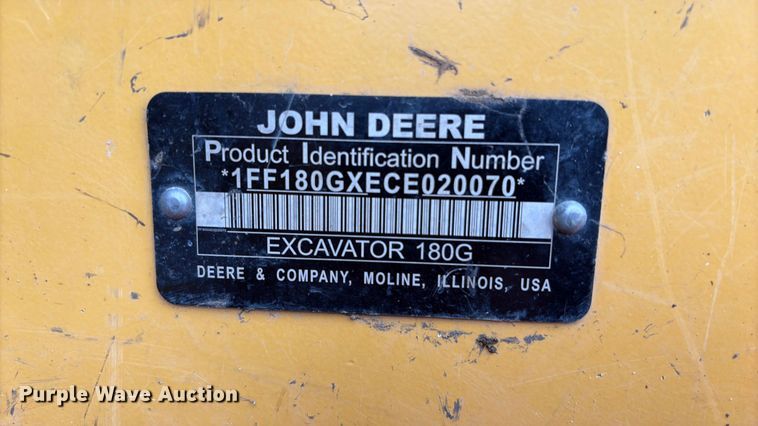 JOHN DEERE
Product Identification Number
*1FF180GXECE020070*
EXCAVATOR 180G
DEERE & COMPANY, MOLINE, ILLINOIS, USA
Purple Wave Auction®